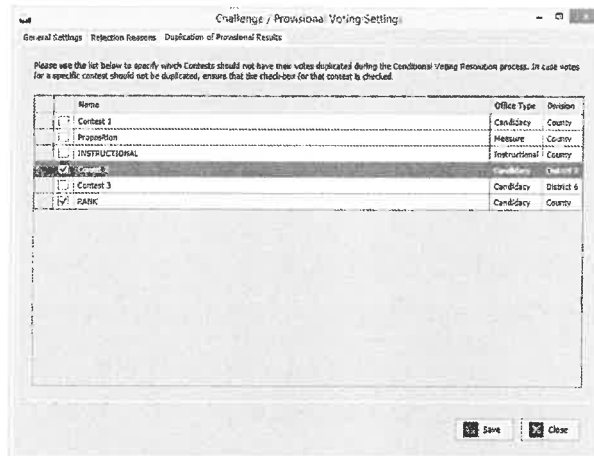 Challenge / Provisional Voting Settings
General Settings Rejection Reasons Duplication of Provisional Results
Please use the list below to specify which Contests should not have their votes duplicated during the Conditional Voting Resolution process. In case votes
for a specific contest should not be duplicated, ensure that the check-box for that contest is checked.
Name Office Type Division
Contest 1 Candidacy County
Proposition Measure County
INSTRUCTIONAL Instructional County
Contest Candidacy District
Contest 3 Candidacy District 6
RANK Candidacy County
Save Close